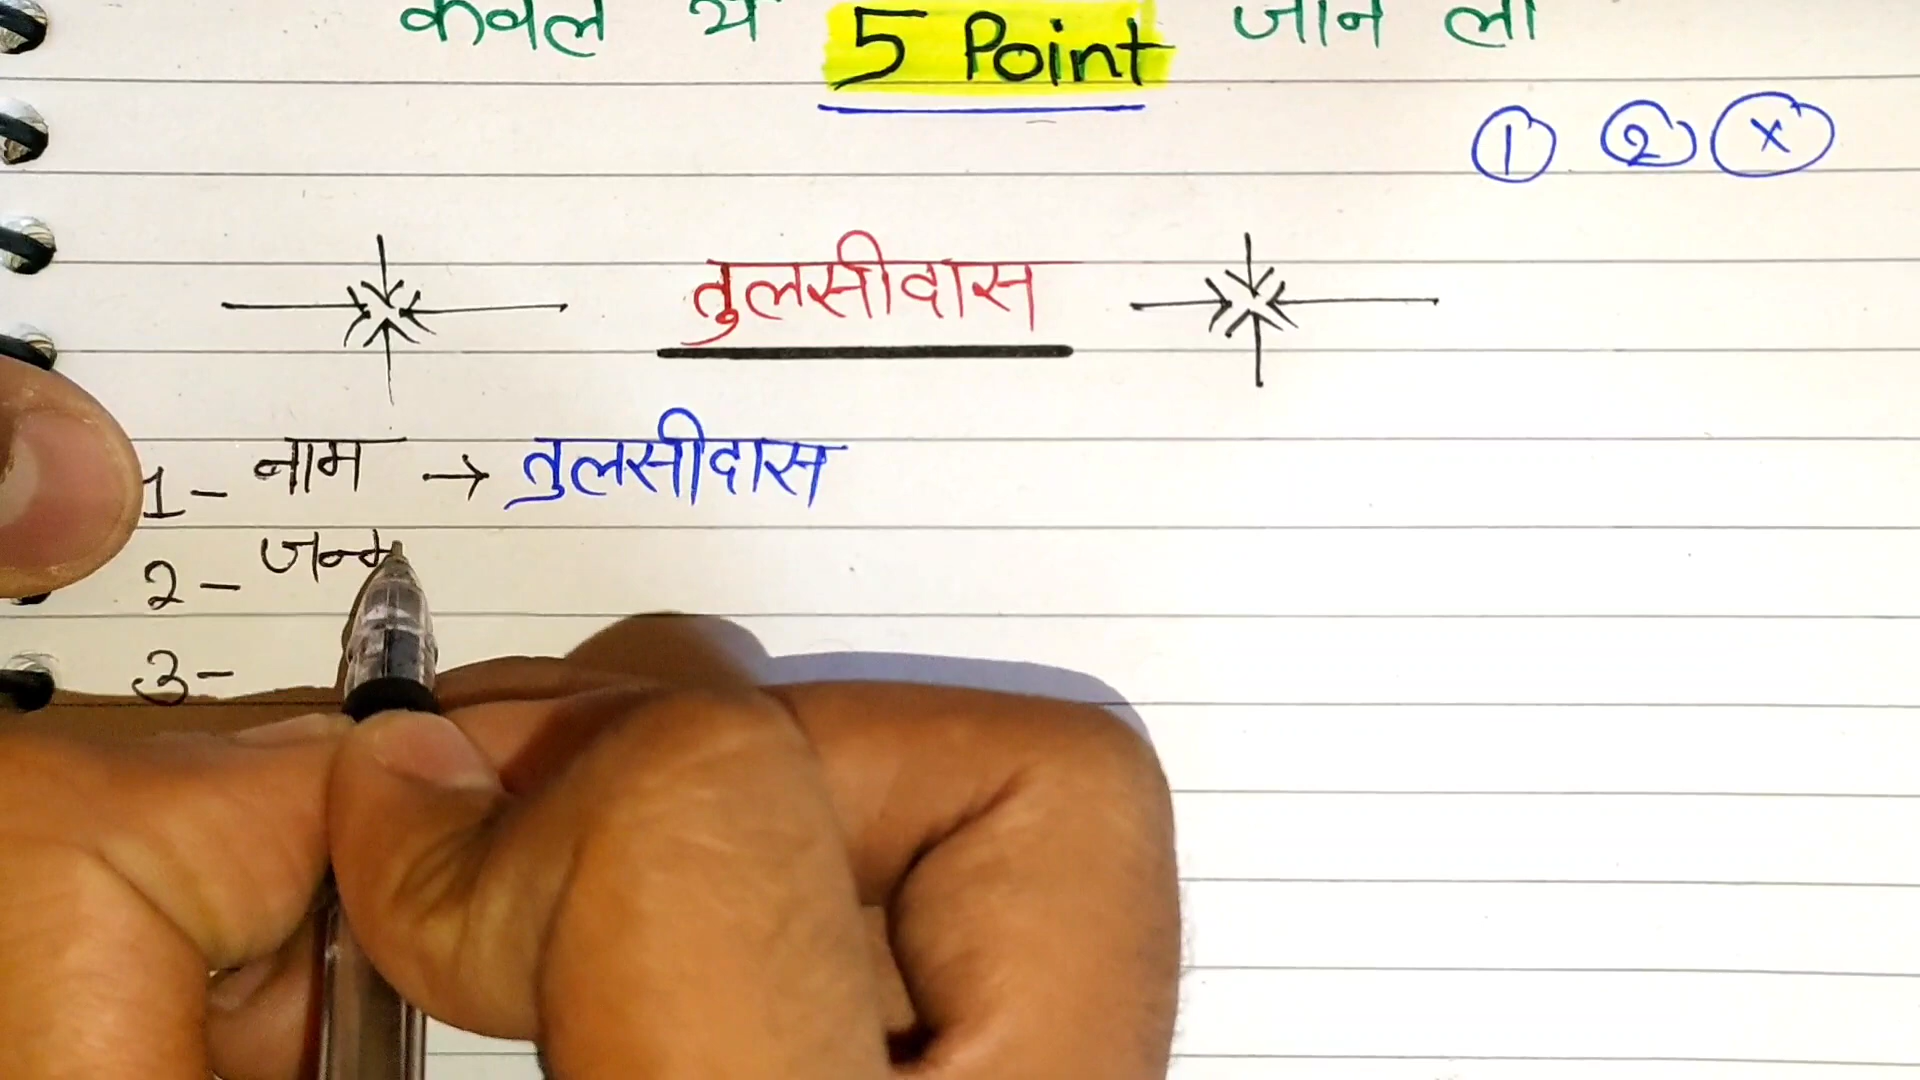 केवल ये 5 Point जान लो
1 2 x
तुलसीदास
1- नाम → तुलसीदास
2- जन्म
3-